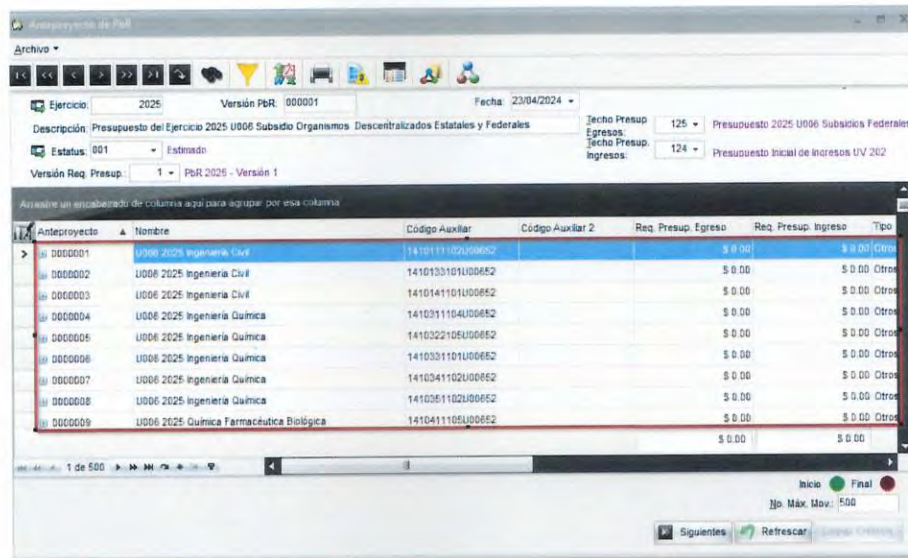 Anteproyecto de PbR
Archivo
Ejercicio: 2025 Versión PbR: 000001 Fecha: 23/04/2024
Descripción: Presupuesto del Ejercicio 2025 U006 Subsidio Organismos Descentralizados Estatales y Federales
Techo Presup Egresos: 125 Presupuesto 2025 U006 Subsidios Federales
Estatus: 001 Estimado
Techo Presup. Ingresos: 124 Presupuesto Inicial de Ingresos UV 202
Versión Req. Presup.: 1 PbR 2025 - Versión 1
Arrastre un encabezado de columna aquí para agrupar por esa columna
Anteproyecto Nombre Código Auxiliar Código Auxiliar 2 Req. Presup. Egreso Req. Presup. Ingreso Tipo
0000001 U006 2025 Ingeniería Civil 1410111102U00652 $ 0.00 $ 0.00 Otros
0000002 U006 2025 Ingeniería Civil 1410133101U00652 $ 0.00 $ 0.00 Otros
0000003 U006 2025 Ingeniería Civil 1410141101U00652 $ 0.00 $ 0.00 Otros
0000004 U006 2025 Ingeniería Química 1410311104U00652 $ 0.00 $ 0.00 Otros
0000005 U006 2025 Ingeniería Química 1410322105U00652 $ 0.00 $ 0.00 Otros
0000006 U006 2025 Ingeniería Química 1410331101U00652 $ 0.00 $ 0.00 Otros
0000007 U006 2025 Ingeniería Química 1410341102U00652 $ 0.00 $ 0.00 Otros
0000008 U006 2025 Ingeniería Química 1410351102U00652 $ 0.00 $ 0.00 Otros
0000009 U006 2025 Química Farmacéutica Biológica 1410411105U00652 $ 0.00 $ 0.00 Otros
$ 0.00 $ 0.00
1 de 500
Inicio Final
No. Máx. Mov.: 500
Siguientes Refrescar